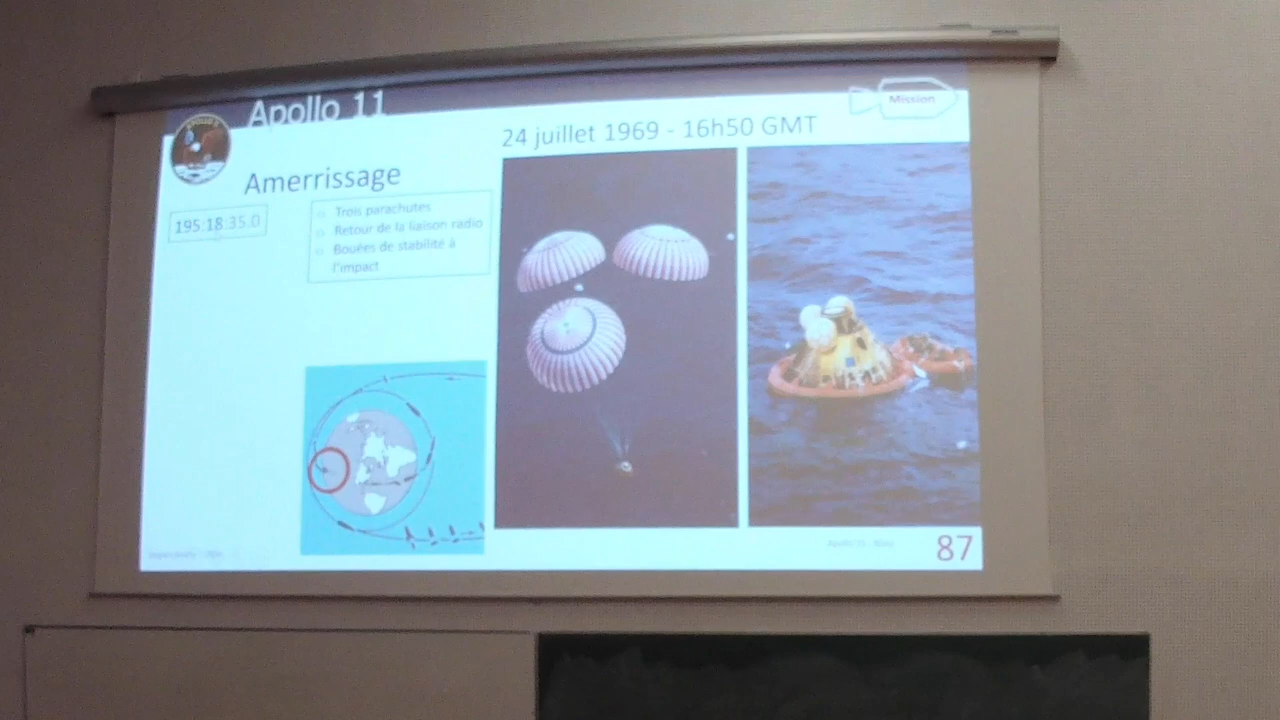 Apollo 11
Mission
24 juillet 1969 - 16h50 GMT
Amerrissage
195:18:35.0
Trois parachutes
Retour de la liaison radio
Bouées de stabilité à
l'impact
87